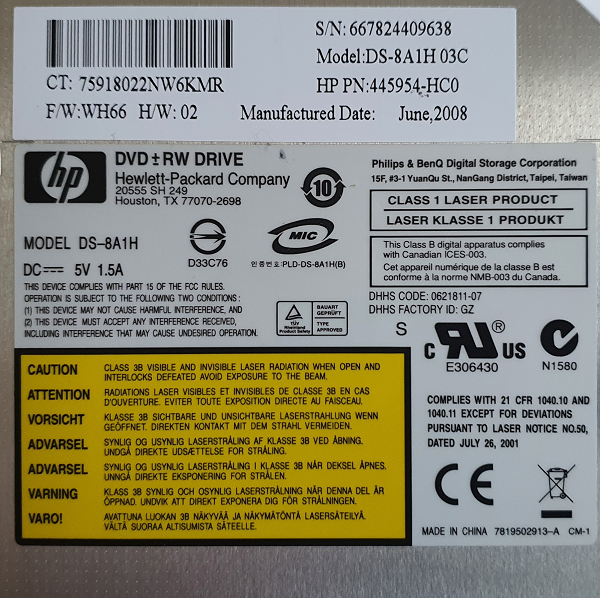 S/N: 667824409638
Model:DS-8A1H 03C
CT: 75918022NW6KMR
HP PN:445954-HC0
F/W:WH66 H/W: 02
Manufactured Date: June,2008
hp
DVD ± RW DRIVE
Hewlett-Packard Company
20555 SH 249
Houston, TX 77070-2698
10
Philips & BenQ Digital Storage Corporation
15F, #3-1 YuanQu St., NanGang District, Taipei, Taiwan
CLASS 1 LASER PRODUCT
LASER KLASSE 1 PRODUKT
MODEL DS-8A1H
D33C76
MIC
인증번호:PLD-DS-8A1H(B)
This Class B digital apparatus complies
with Canadian ICES-003.
Cet appareil numérique de la classe B est
conforme à la norme NMB-003 du Canada.
DC 5V 1.5A
THIS DEVICE COMPLIES WITH PART 15 OF THE FCC RULES.
OPERATION IS SUBJECT TO THE FOLLOWING TWO CONDITIONS :
(1) THIS DEVICE MAY NOT CAUSE HARMFUL INTERFERENCE, AND
(2) THIS DEVICE MUST ACCEPT ANY INTERFERENCE RECEIVED,
INCLUDING INTERFERENCE THAT MAY CAUSE UNDESIRED OPERATION.
TÜV
Rheinland
Product Safety
BAUART
GEPRÜFT
TYPE
APPROVED
DHHS CODE: 0621811-07
DHHS FACTORY ID: GZ
S
c RU ® US
E306430
N1580
CAUTION CLASS 3B VISIBLE AND INVISIBLE LASER RADIATION WHEN OPEN AND
INTERLOCKS DEFEATED AVOID EXPOSURE TO THE BEAM.
ATTENTION RADIATIONS LASER VISIBLES ET INVISIBLES DE CLASSE 3B EN CAS
D'OUVERTURE. EVITER TOUTE EXPOSITION DIRECTE AU FAISCEAU.
VORSICHT KLASSE 3B SICHTBARE UND UNSICHTBARE LASERSTRAHLUNG WENN
GEÖFFNET. DIREKTEN KONTAKT MIT DEM STRAHL VERMEIDEN.
ADVARSEL SYNLIG OG USYNLIG LASERSTRÅLING AF KLASSE 3B VED ÅBNING.
UNDGÅ DIREKTE UDSÆTTELSE FOR STRÅLING.
ADVARSEL SYNLIG OG USYNLIG LASERSTRÅLING I KLASSE 3B NÅR DEKSEL ÅPNES.
UNNGÅ DIREKTE EKSPONERING FOR STRÅLEN.
VARNING KLASS 3B SYNLIG OCH OSYNLIG LASERSTRÅLNING NÄR DENNA DEL ÄR
ÖPPNAD. UNDVIK ATT DIREKT EXPONERA DIG FÖR STRÅLNINGEN.
VARO! AVATTUNA LUOKAN 3B NÄKYVÄÄ JA NÄKYMÄTÖNTÄ LASERSÄTEILYÄ.
VÄLTÄ SUORAA ALTISUMISTA SÄTEELLE.
COMPLIES WITH 21 CFR 1040.10 AND
1040.11 EXCEPT FOR DEVIATIONS
PURSUANT TO LASER NOTICE NO.50,
DATED JULY 26, 2001
CE
MADE IN CHINA 7819502913-A CM-1